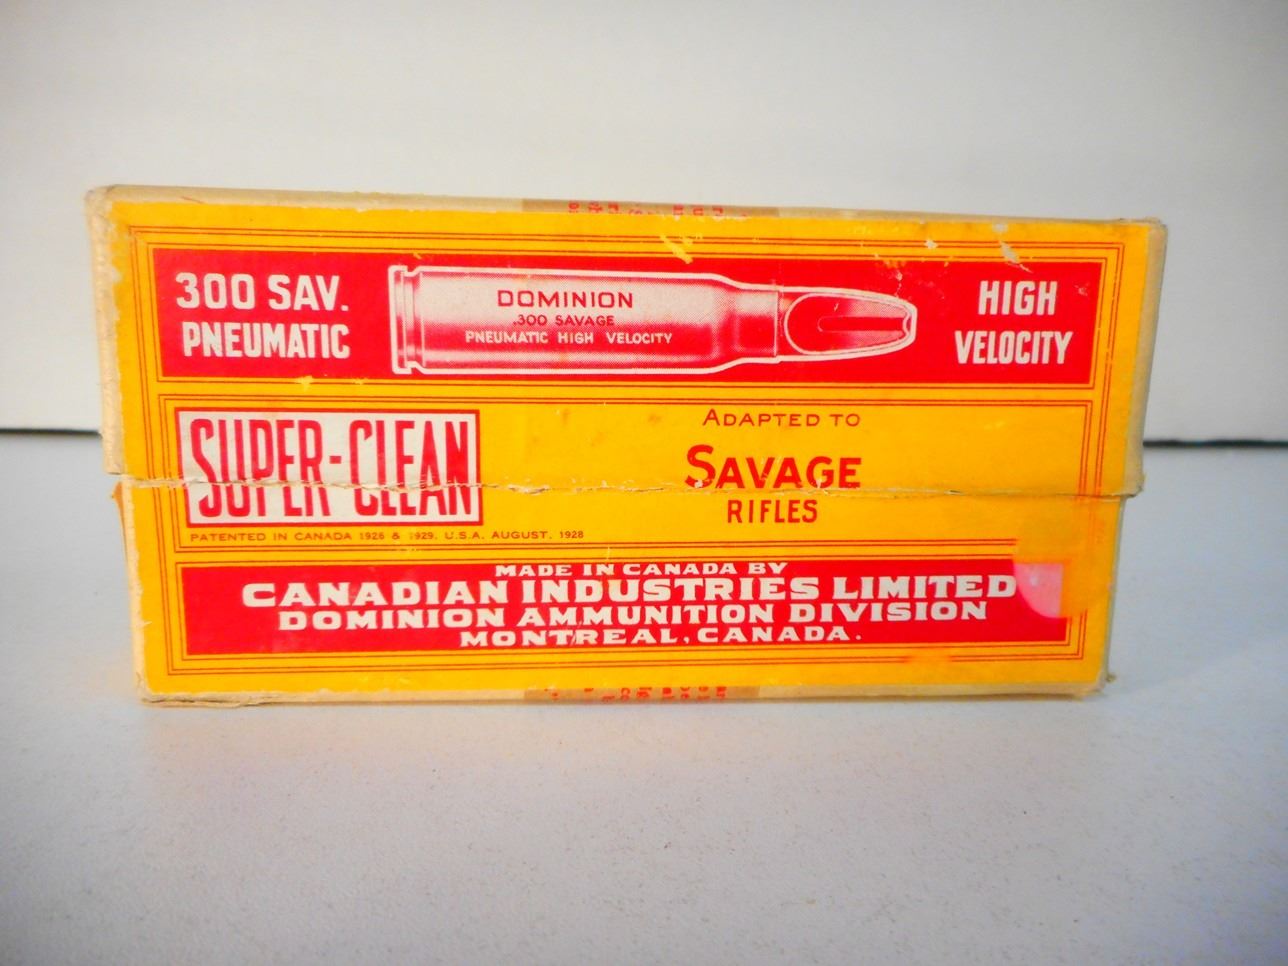 300 SAV.
PNEUMATIC
DOMINION
.300 SAVAGE
PNEUMATIC HIGH VELOCITY
HIGH
VELOCITY
SUPER-CLEAN
PATENTED IN CANADA 1926 & 1929. U.S.A. AUGUST. 1928
ADAPTED TO
SAVAGE
RIFLES
MADE IN CANADA BY
CANADIAN INDUSTRIES LIMITED
DOMINION AMMUNITION DIVISION
MONTREAL, CANADA.